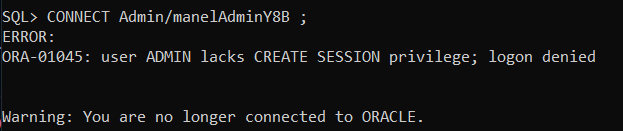 SQL> CONNECT Admin/manelAdminY8B ;
ERROR:
ORA-01045: user ADMIN lacks CREATE SESSION privilege; logon denied
Warning: You are no longer connected to ORACLE.